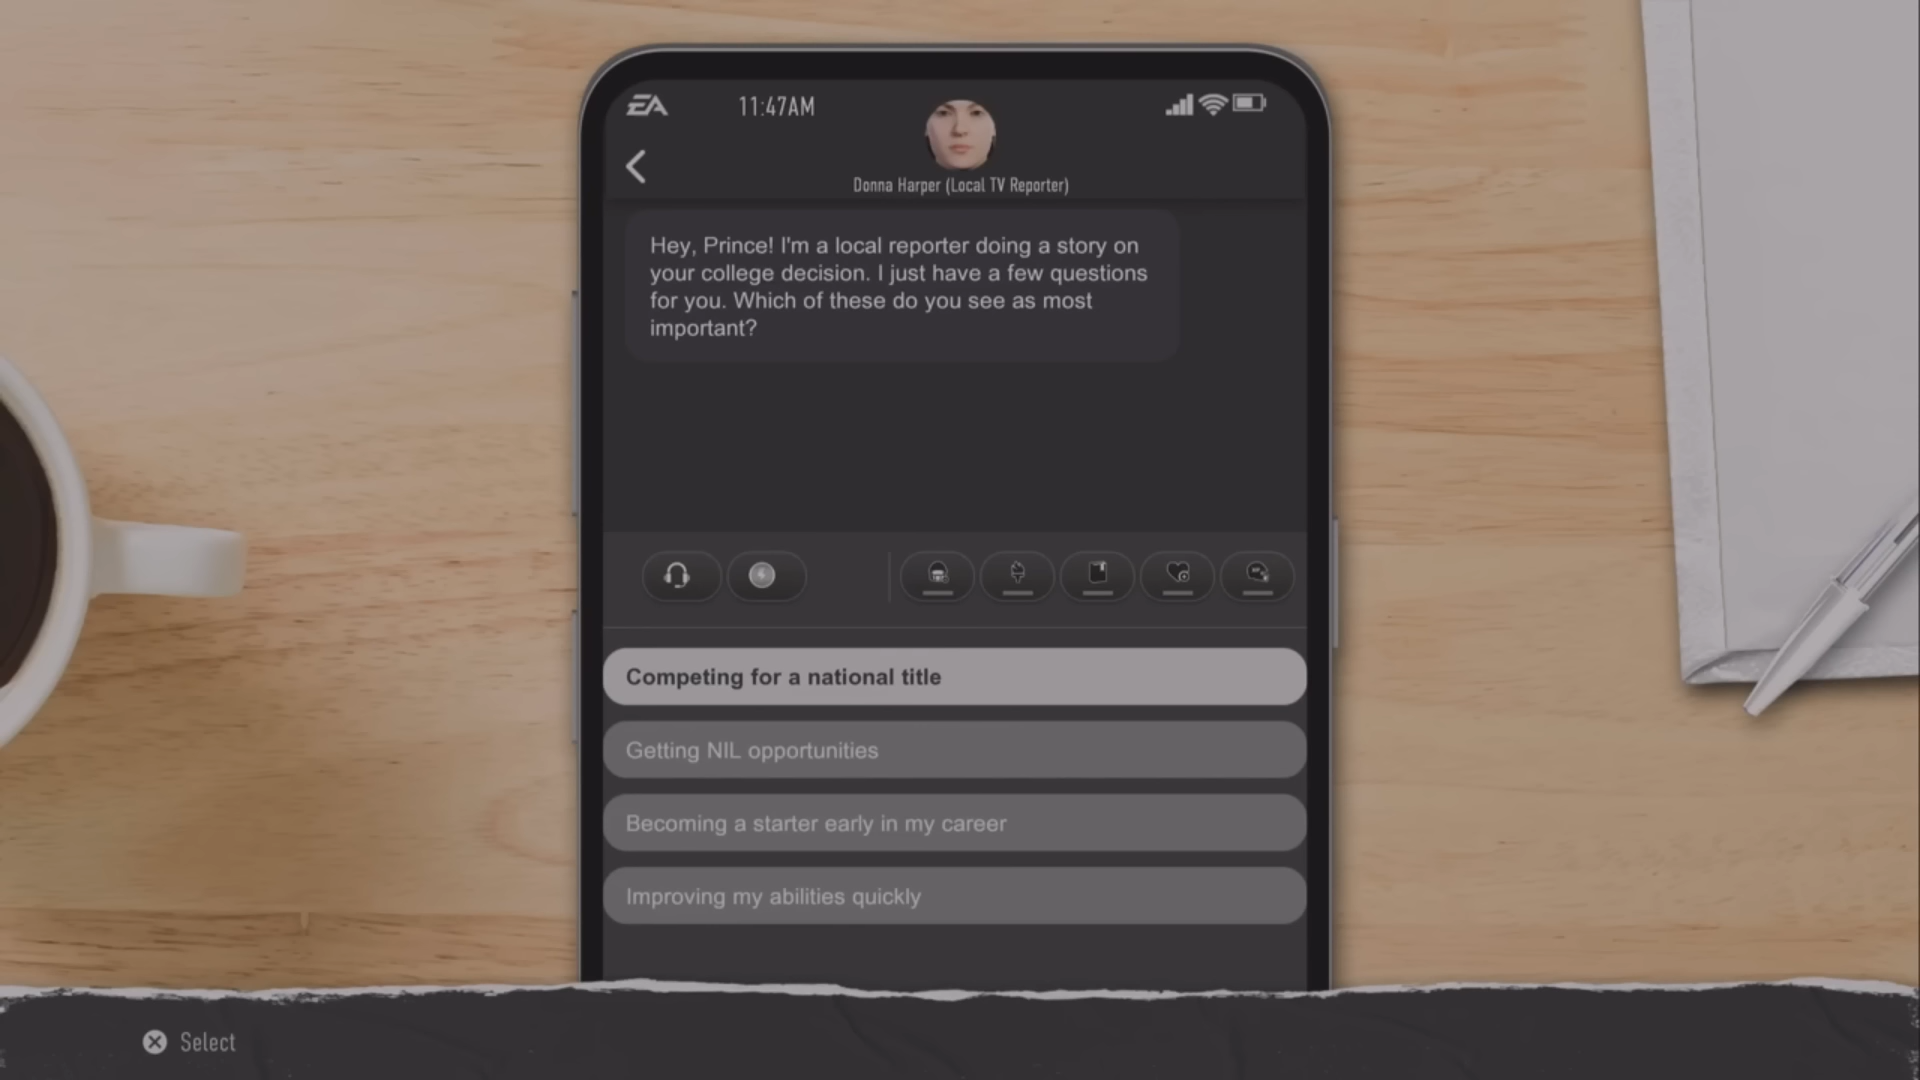 EA
11:47AM
Donna Harper (Local TV Reporter)
Hey, Prince! I'm a local reporter doing a story on
your college decision. I just have a few questions
for you. Which of these do you see as most
important?
Competing for a national title
Getting NIL opportunities
Becoming a starter early in my career
Improving my abilities quickly
Select